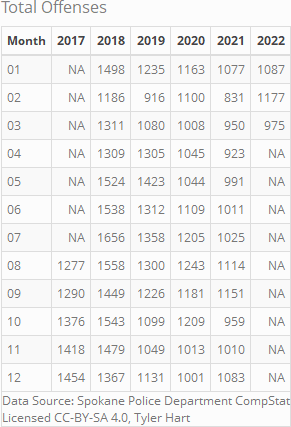 Total Offenses
Month 2017 2018 2019 2020 2021 2022
01 NA 1498 1235 1163 1077 1087
02 NA 1186 916 1100 831 1177
03 NA 1311 1080 1008 950 975
04 NA 1309 1305 1045 923 NA
05 NA 1524 1423 1044 991 NA
06 NA 1538 1312 1109 1011 NA
07 NA 1656 1358 1205 1025 NA
08 1277 1558 1300 1243 1114 NA
09 1290 1449 1226 1181 1151 NA
10 1376 1543 1099 1209 959 NA
11 1418 1479 1049 1013 1010 NA
12 1454 1367 1131 1001 1083 NA
Data Source: Spokane Police Department CompStat
Licensed CC-BY-SA 4.0, Tyler Hart